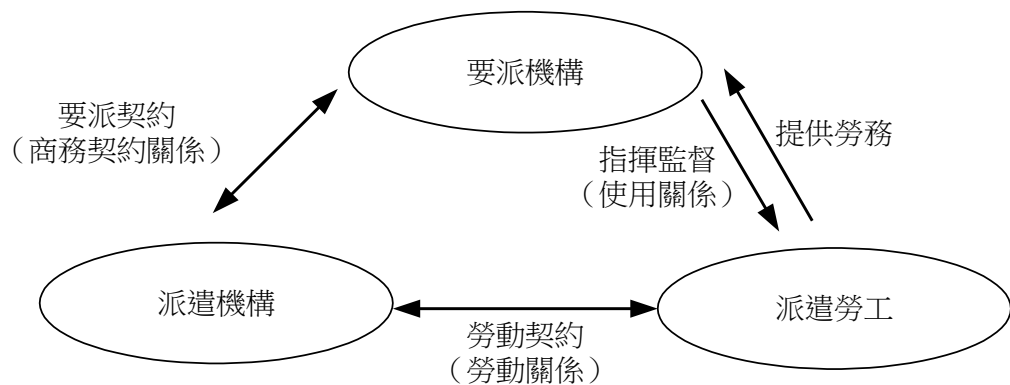 要派機構
要派契約
（商務契約關係）
提供勞務
指揮監督
（使用關係）
派遣機構
派遣勞工
勞動契約
（勞動關係）